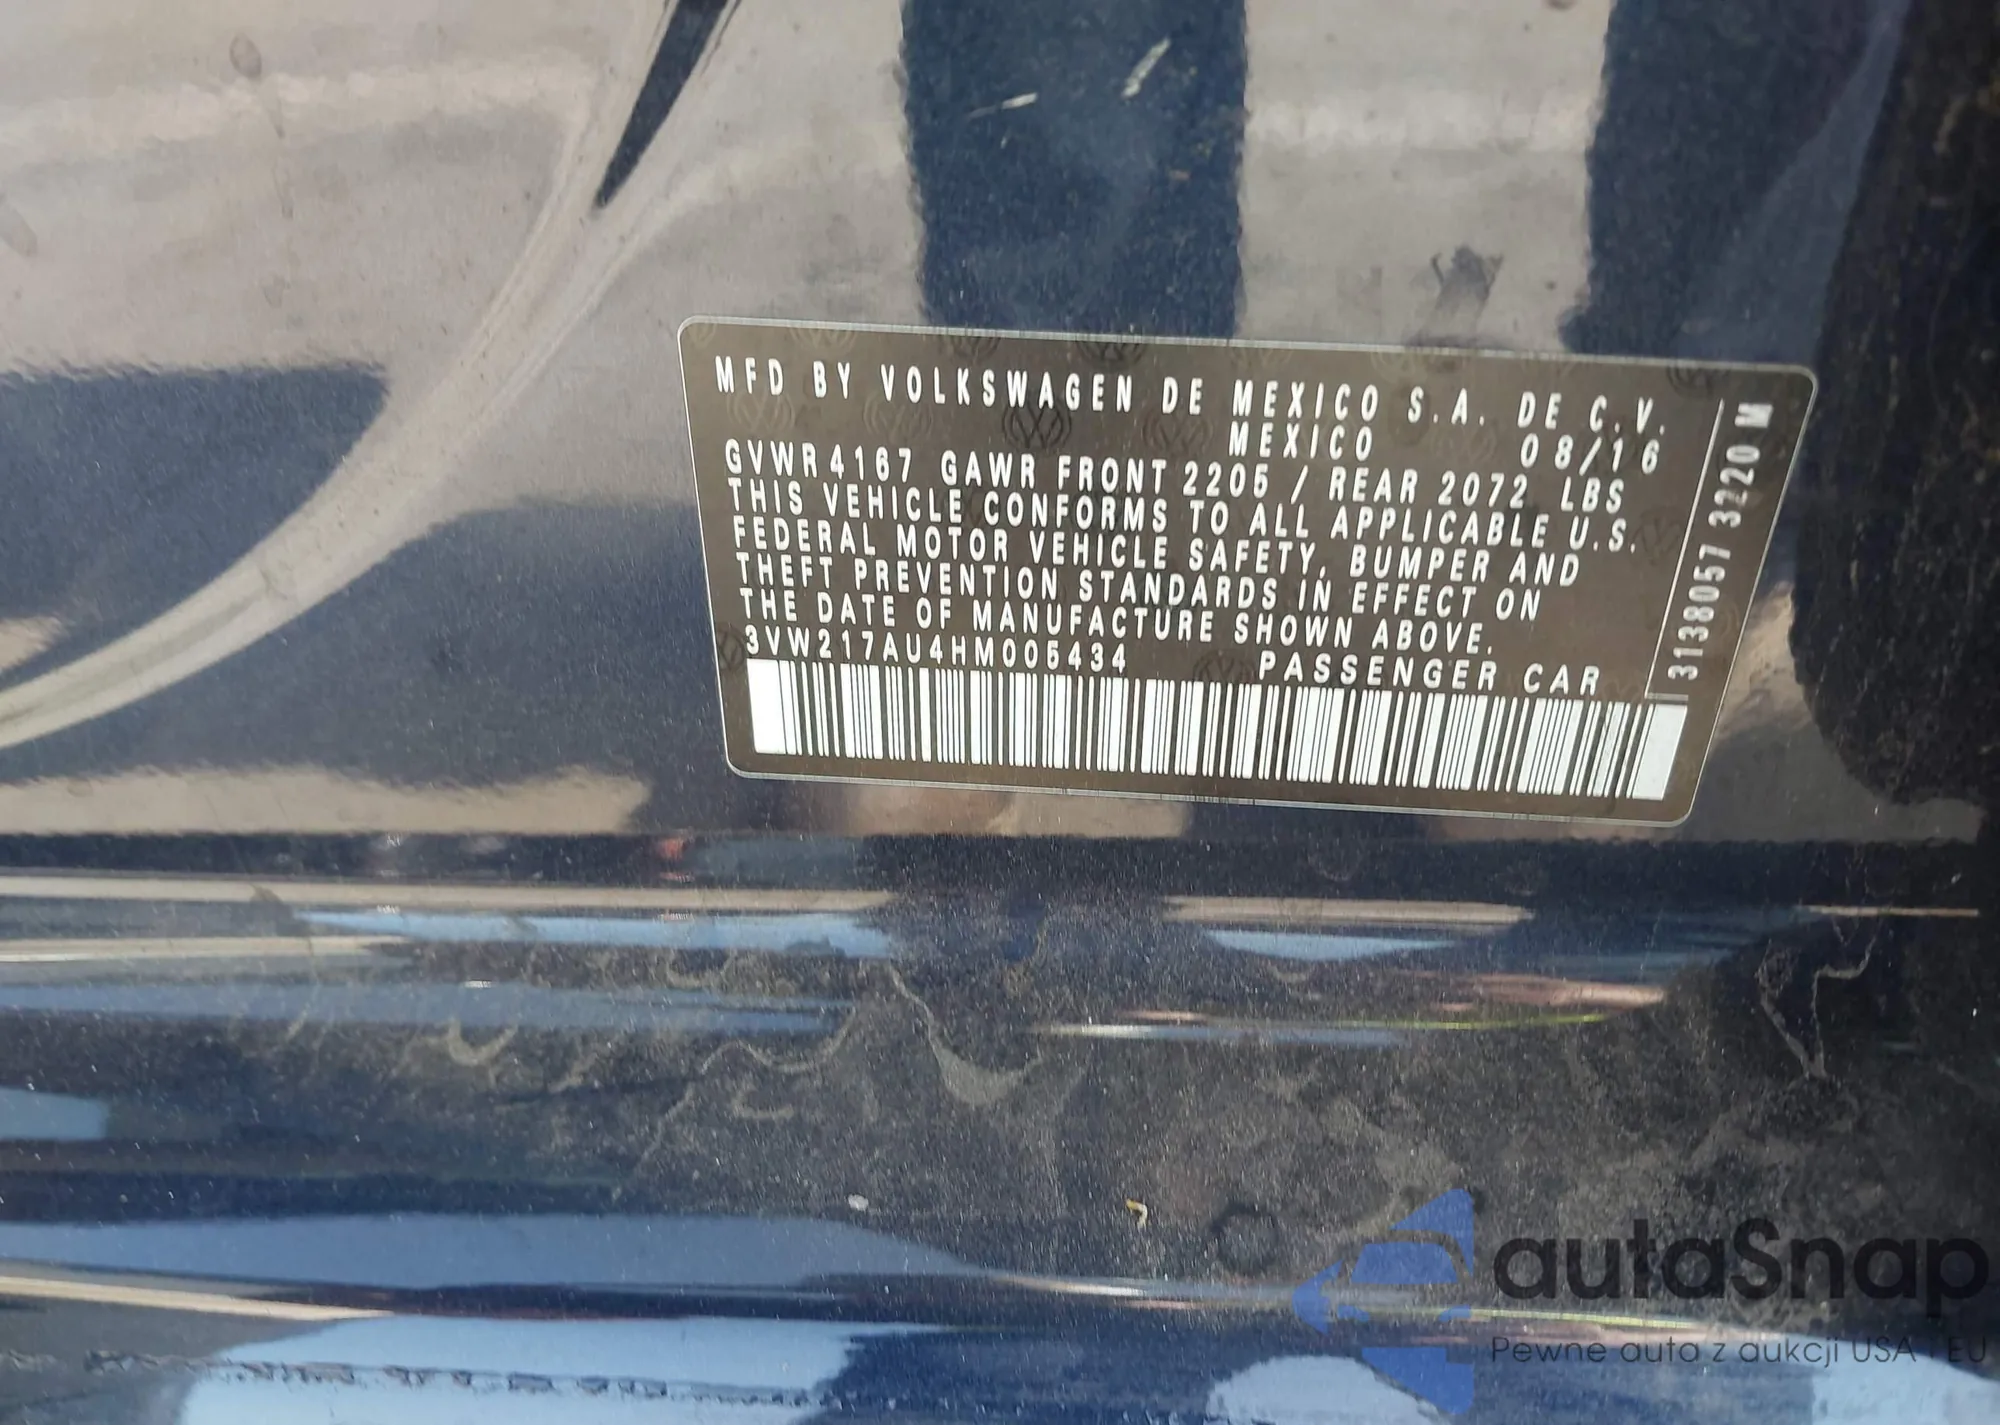 MFD BY VOLKSWAGEN DE MEXICO S.A. DE C.V.
MEXICO 08/16
GVWR 4167 GAWR FRONT 2205 / REAR 2072 LBS
THIS VEHICLE CONFORMS TO ALL APPLICABLE U.S.
FEDERAL MOTOR VEHICLE SAFETY, BUMPER AND
THEFT PREVENTION STANDARDS IN EFFECT ON
THE DATE OF MANUFACTURE SHOWN ABOVE.
3VW217AU4HM005434 PASSENGER CAR
3138057 3220 M
autaSnap
Pewne auta z aukcji USA i EU